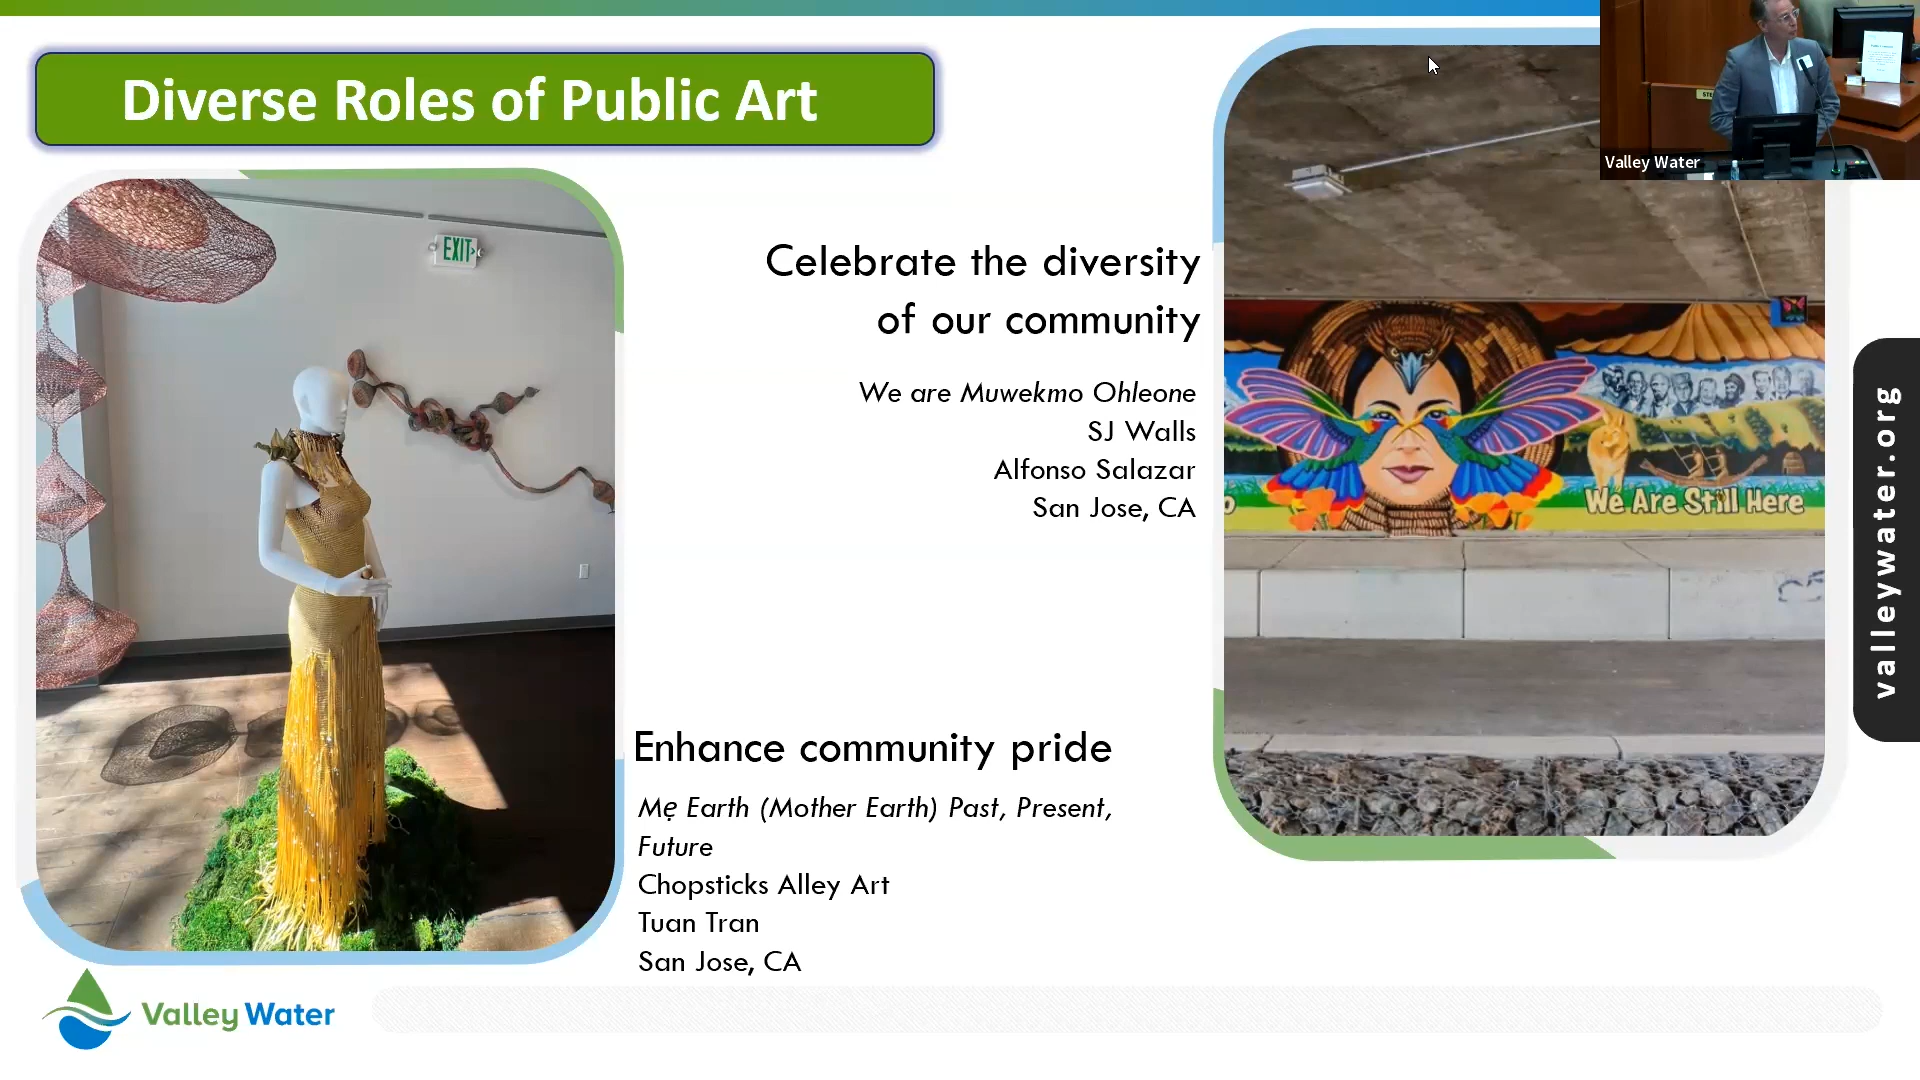 Diverse Roles of Public Art
EXIT
Celebrate the diversity
of our community
We are Muwekmo Ohleone
SJ Walls
Alfonso Salazar
San Jose, CA
Enhance community pride
Mẹ Earth (Mother Earth) Past, Present,
Future
Chopsticks Alley Art
Tuan Tran
San Jose, CA
We Are Still Here
Valley Water
valleywater.org
Valley Water